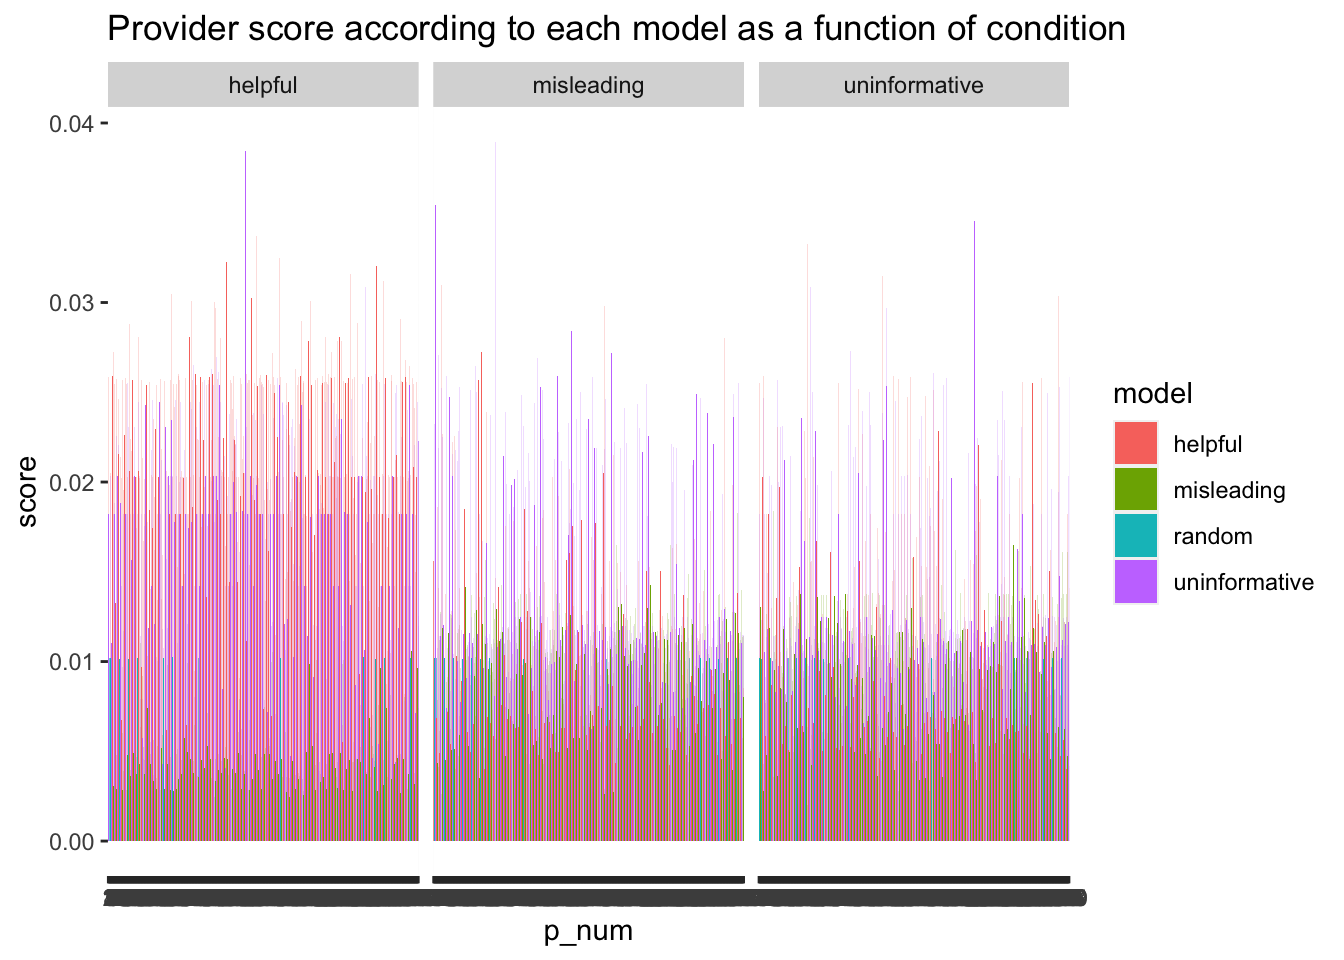 Provider score according to each model as a function of condition
helpful
misleading
uninformative
0.04
0.03
0.02
0.01
0.00
score
p_num
model
helpful
misleading
random
uninformative